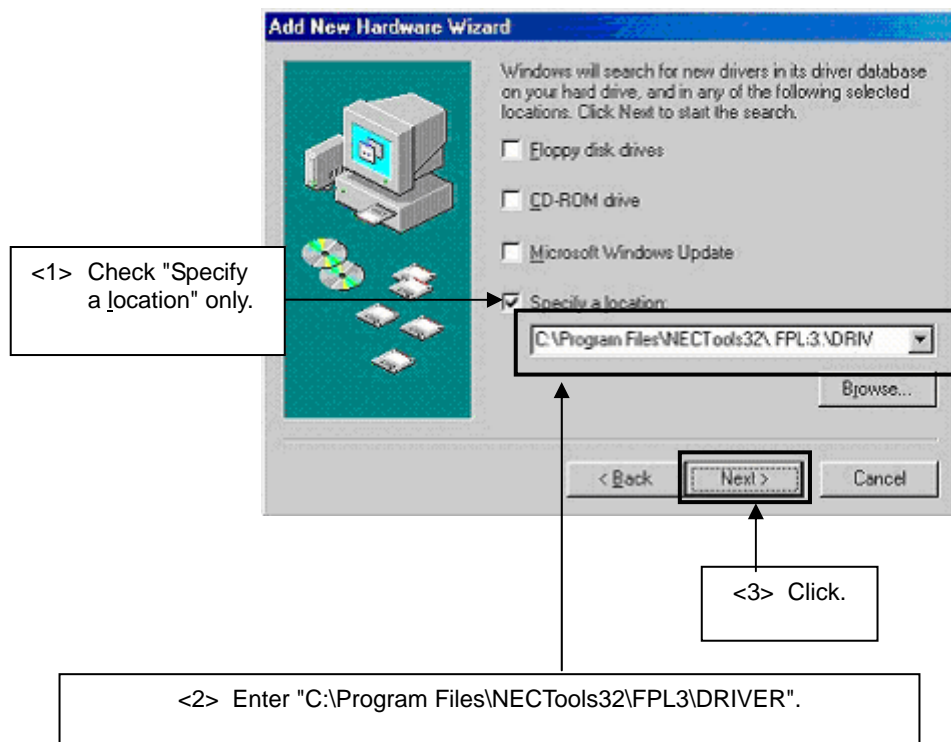 Add New Hardware Wizard
Windows will search for new drivers in its driver database
on your hard drive, and in any of the following selected
locations. Click Next to start the search.
Floppy disk drives
CD-ROM drive
Microsoft Windows Update
<1> Check "Specify
a location" only.
Specify a location:
C:\Program Files\NECTools32\ FPL3.\DRIV
Browse...
< Back
Next >
Cancel
<3> Click.
<2> Enter "C:\Program Files\NECTools32\FPL3\DRIVER".